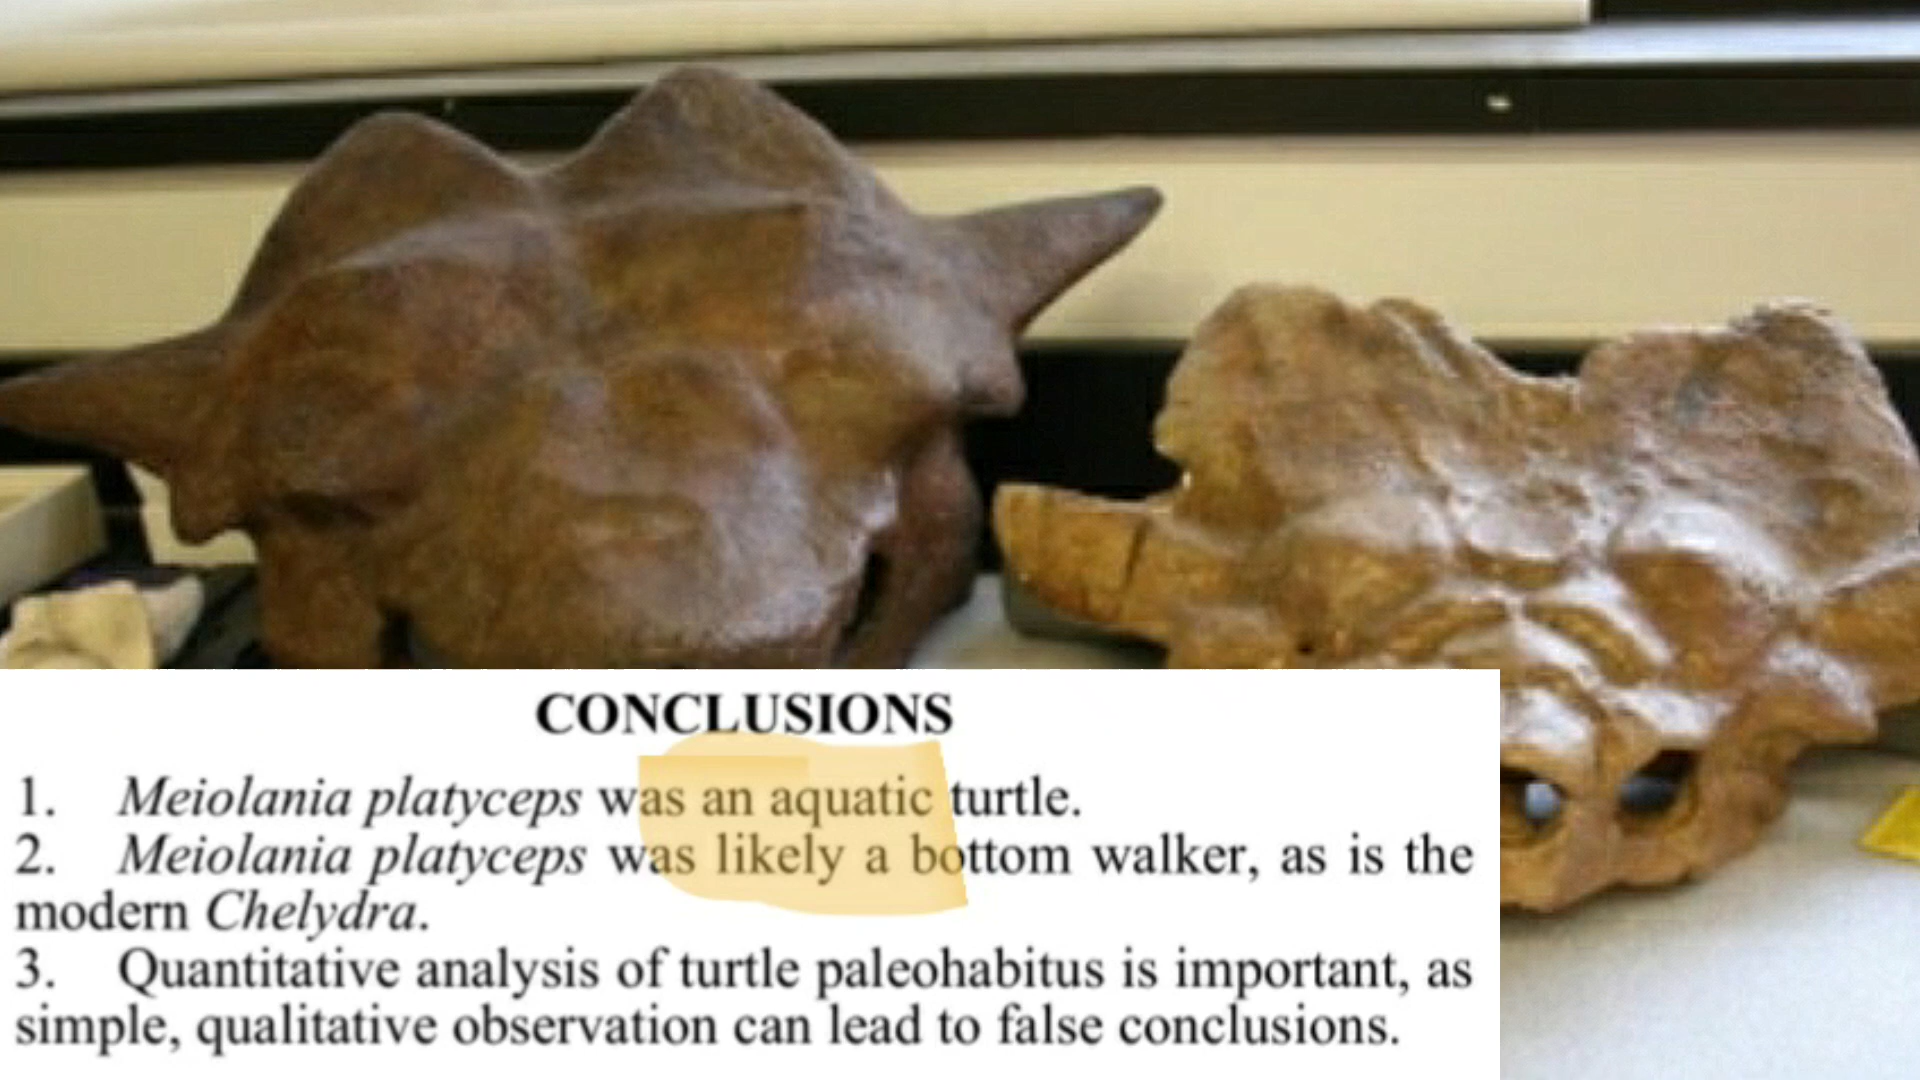 CONCLUSIONS
1. Meiolania platyceps was an aquatic turtle.
2. Meiolania platyceps was likely a bottom walker, as is the
modern Chelydra.
3. Quantitative analysis of turtle paleohabitus is important, as
simple, qualitative observation can lead to false conclusions.